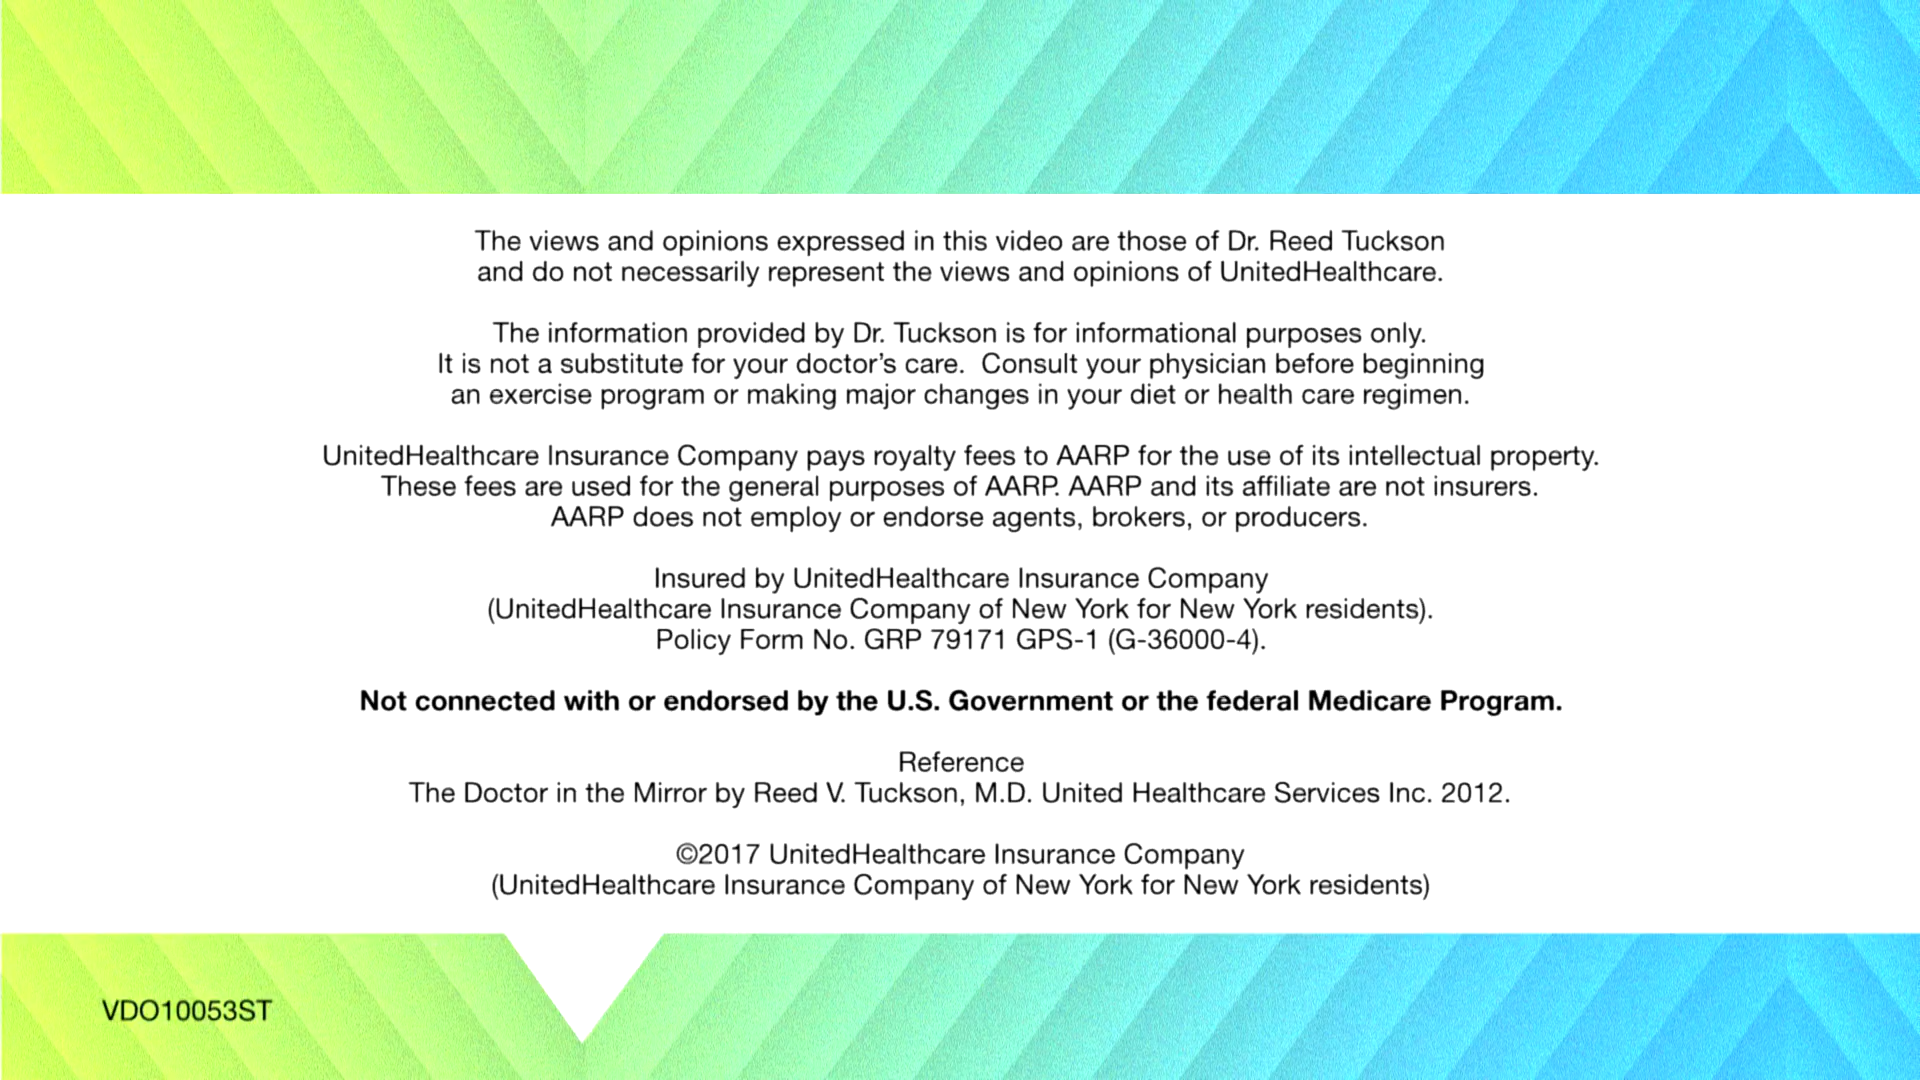 The views and opinions expressed in this video are those of Dr. Reed Tuckson
and do not necessarily represent the views and opinions of UnitedHealthcare.
The information provided by Dr. Tuckson is for informational purposes only.
It is not a substitute for your doctor's care.  Consult your physician before beginning
an exercise program or making major changes in your diet or health care regimen.
UnitedHealthcare Insurance Company pays royalty fees to AARP for the use of its intellectual property.
These fees are used for the general purposes of AARP. AARP and its affiliate are not insurers.
AARP does not employ or endorse agents, brokers, or producers.
Insured by UnitedHealthcare Insurance Company
(UnitedHealthcare Insurance Company of New York for New York residents).
Policy Form No. GRP 79171 GPS-1 (G-36000-4).
Not connected with or endorsed by the U.S. Government or the federal Medicare Program.
Reference
The Doctor in the Mirror by Reed V. Tuckson, M.D. United Healthcare Services Inc. 2012.
©2017 UnitedHealthcare Insurance Company
(UnitedHealthcare Insurance Company of New York for New York residents)
VDO10053ST